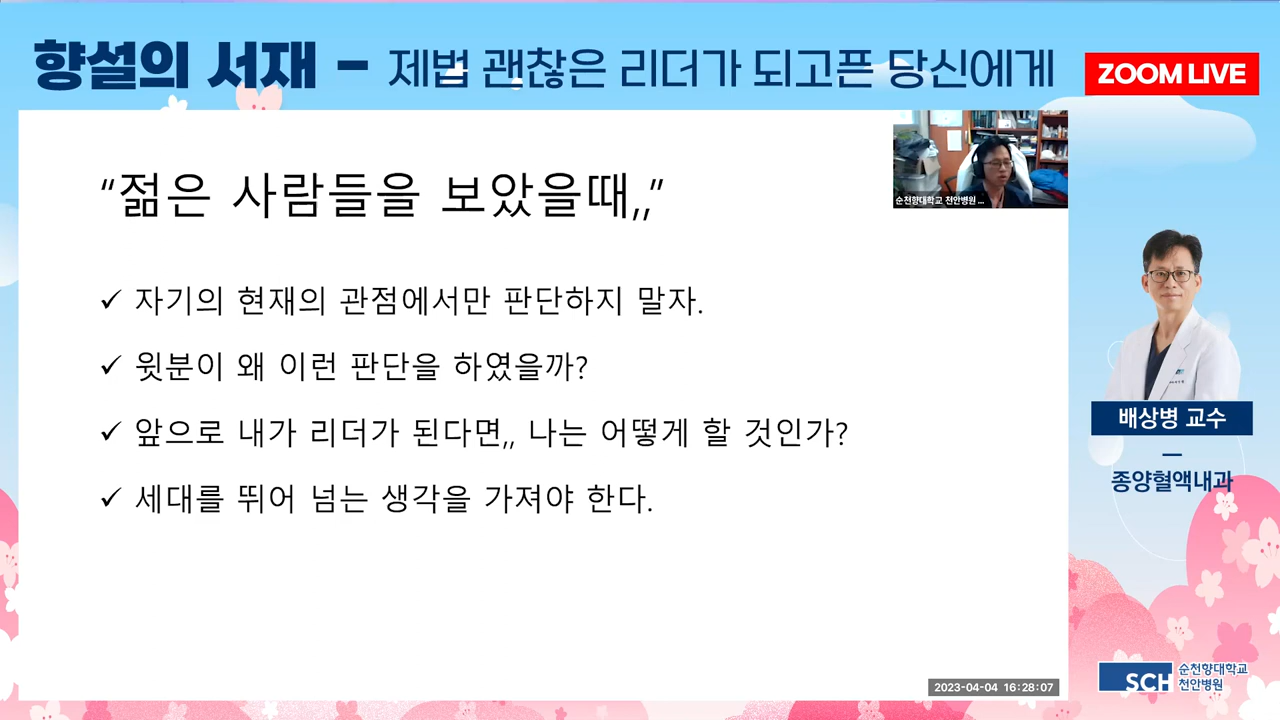 향설의 서재 - 제법 괜찮은 리더가 되고픈 당신에게
ZOOM LIVE
“젊은 사람들을 보았을때,,”
순천향대학교 천안병원 ...
✓ 자기의 현재의 관점에서만 판단하지 말자.
✓ 윗분이 왜 이런 판단을 하였을까?
✓ 앞으로 내가 리더가 된다면,, 나는 어떻게 할 것인가?
✓ 세대를 뛰어 넘는 생각을 가져야 한다.
배상병 교수
종양혈액내과
2023-04-04 16:28:07
SCH 순천향대학교
천안병원